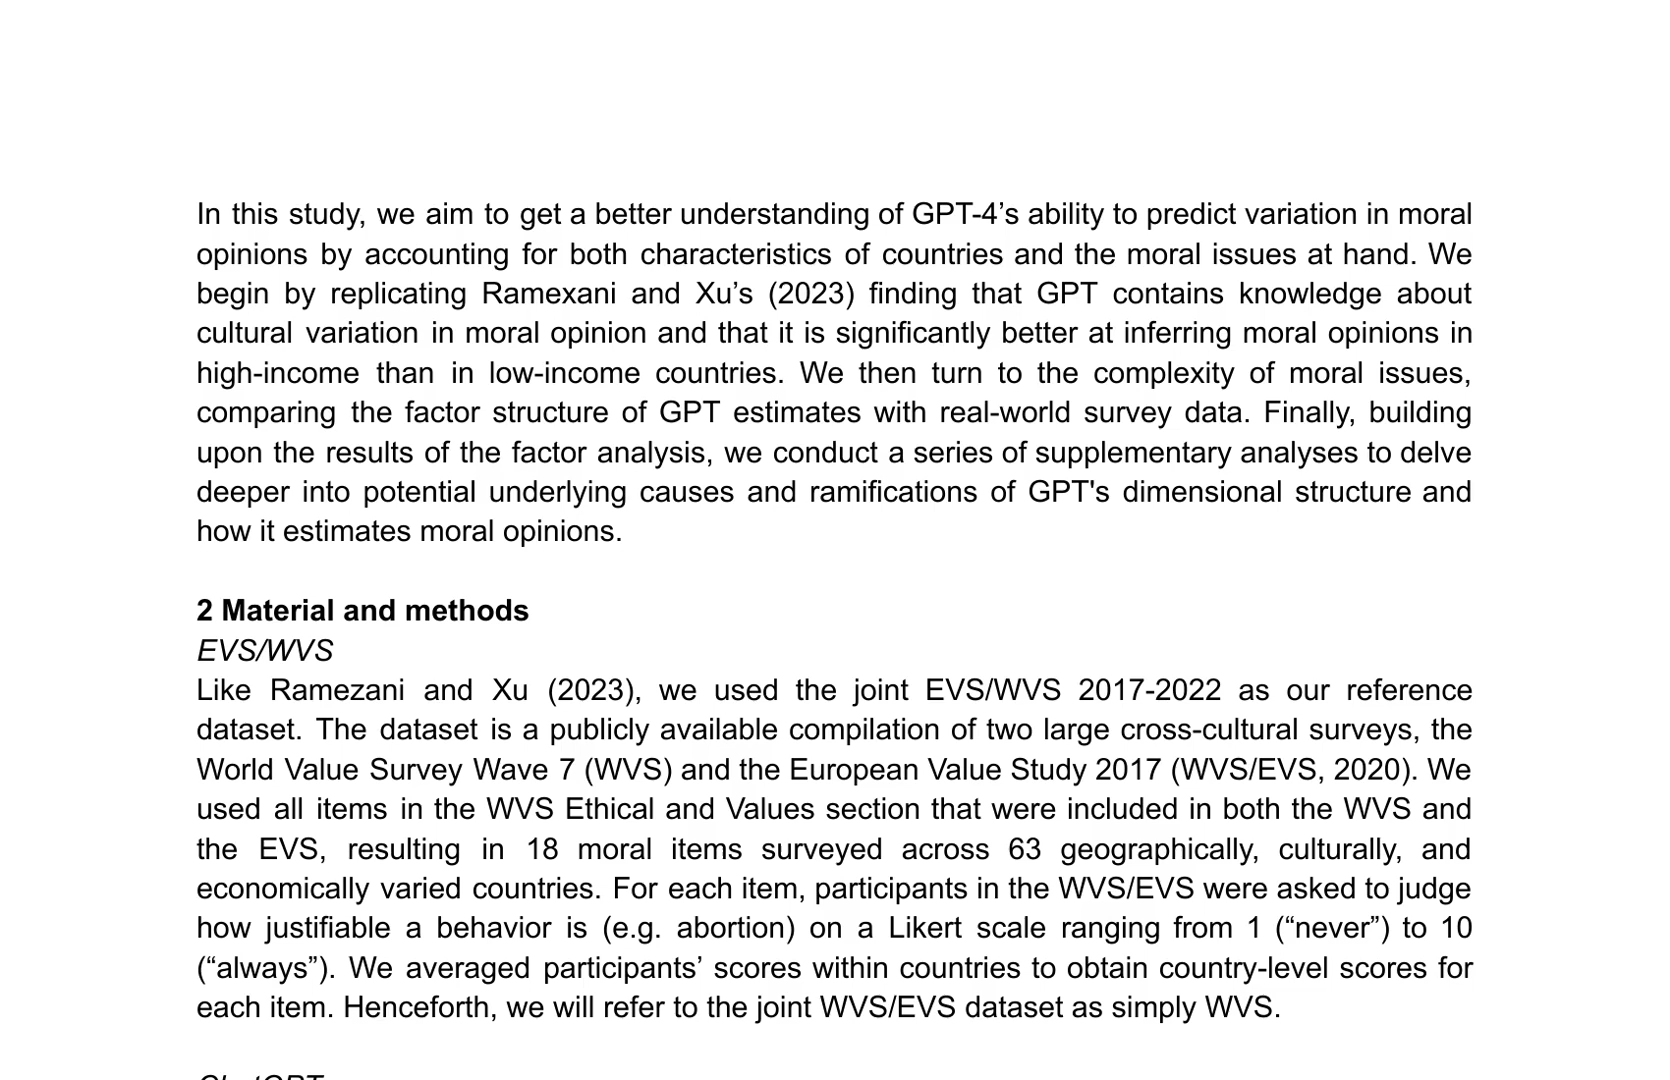 In this study, we aim to get a better understanding of GPT-4’s ability to predict variation in moral
opinions by accounting for both characteristics of countries and the moral issues at hand. We
begin by replicating Ramexani and Xu’s (2023) finding that GPT contains knowledge about
cultural variation in moral opinion and that it is significantly better at inferring moral opinions in
high-income than in low-income countries. We then turn to the complexity of moral issues,
comparing the factor structure of GPT estimates with real-world survey data. Finally, building
upon the results of the factor analysis, we conduct a series of supplementary analyses to delve
deeper into potential underlying causes and ramifications of GPT's dimensional structure and
how it estimates moral opinions.
2 Material and methods
EVS/WVS
Like Ramezani and Xu (2023), we used the joint EVS/WVS 2017-2022 as our reference
dataset. The dataset is a publicly available compilation of two large cross-cultural surveys, the
World Value Survey Wave 7 (WVS) and the European Value Study 2017 (WVS/EVS, 2020). We
used all items in the WVS Ethical and Values section that were included in both the WVS and
the EVS, resulting in 18 moral items surveyed across 63 geographically, culturally, and
economically varied countries. For each item, participants in the WVS/EVS were asked to judge
how justifiable a behavior is (e.g. abortion) on a Likert scale ranging from 1 (“never”) to 10
(“always”). We averaged participants’ scores within countries to obtain country-level scores for
each item. Henceforth, we will refer to the joint WVS/EVS dataset as simply WVS.
ChatGPT